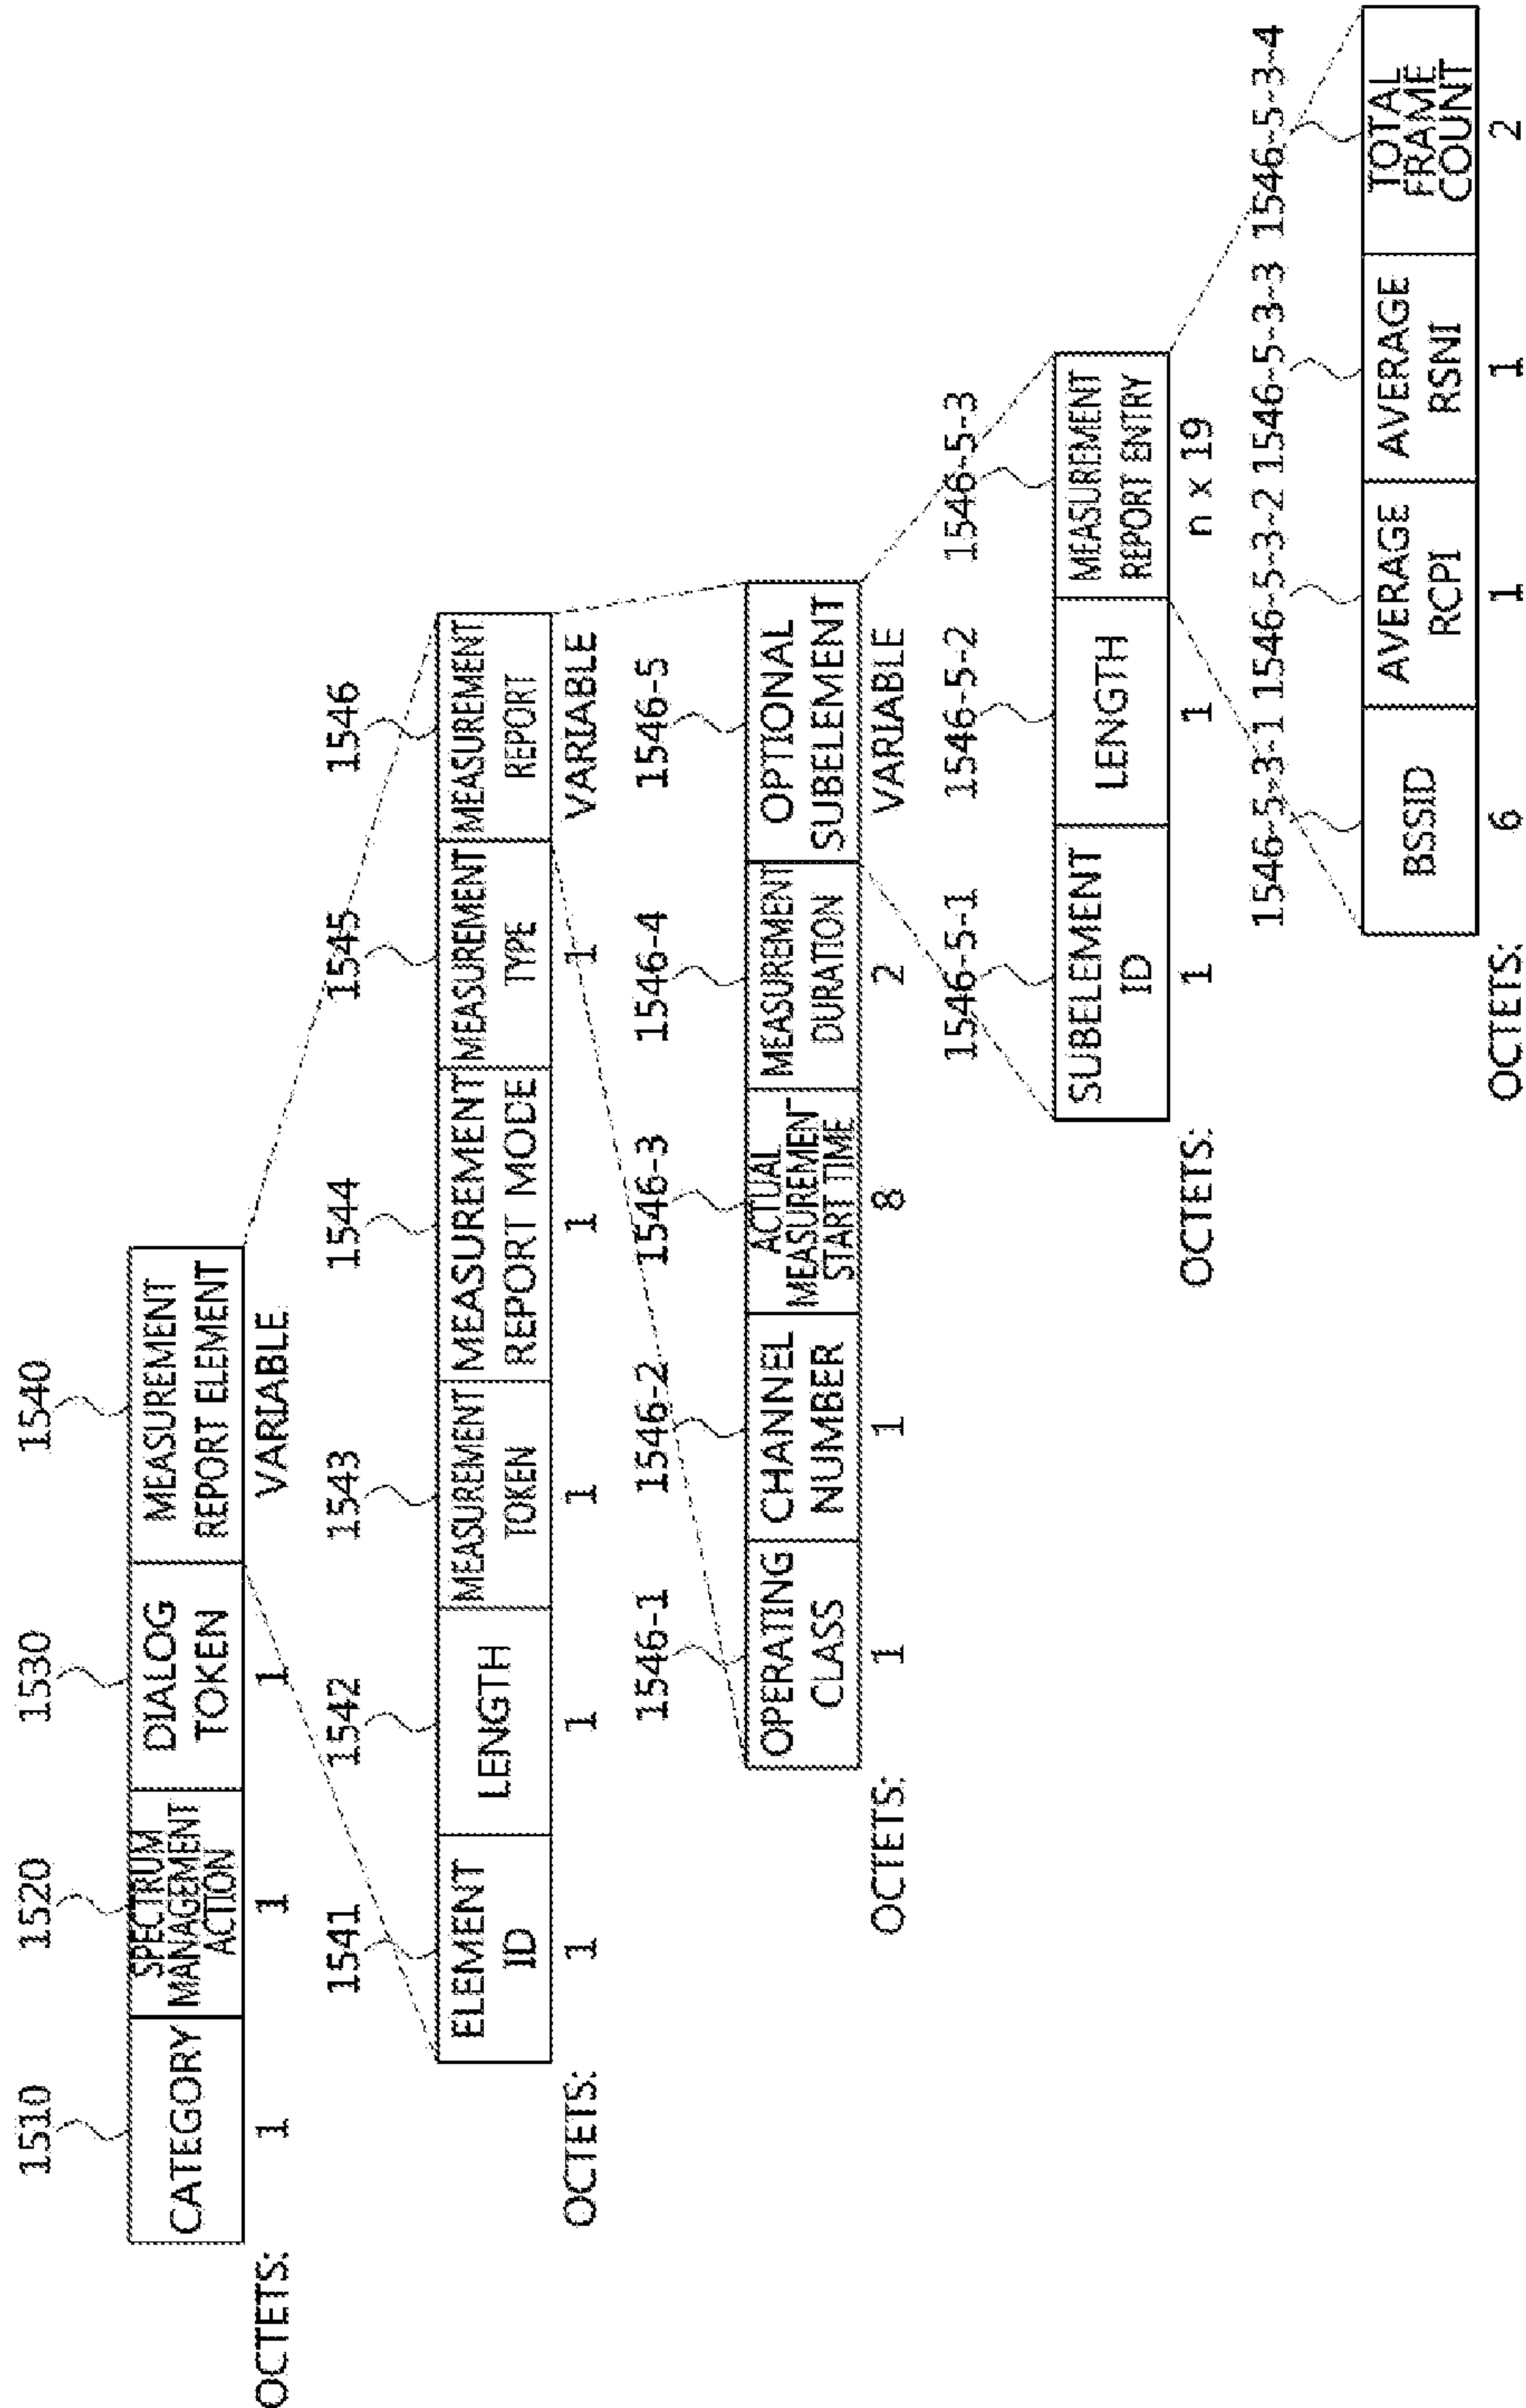 1510 1520 1530 1540
CATEGORY
SPECTRUM
MANAGEMENT
ACTION
DIALOG
TOKEN
MEASUREMENT
REPORT ELEMENT
OCTETS: 1 1 1 VARIABLE
1541 1542 1543 1544 1545 1546
ELEMENT
ID
LENGTH
MEASUREMENT
TOKEN
MEASUREMENT
REPORT MODE
MEASUREMENT
TYPE
MEASUREMENT
REPORT
OCTETS: 1 1 1 1 1 VARIABLE
1546-1 1546-2 1546-3 1546-4 1546-5
OPERATING
CLASS
CHANNEL
NUMBER
ACTUAL
MEASUREMENT
START TIME
MEASUREMENT
DURATION
OPTIONAL
SUBELEMENT
OCTETS: 1 1 8 2 VARIABLE
1546-5-1 1546-5-2 1546-5-3
SUBELEMENT
ID
LENGTH
MEASUREMENT
REPORT ENTRY
OCTETS: 1 1 n x 19
1546-5-3-1 1546-5-3-2 1546-5-3-3 1546-5-3-4
BSSID
AVERAGE
RCPI
AVERAGE
RSNI
TOTAL
FRAME
COUNT
OCTETS: 6 1 1 2